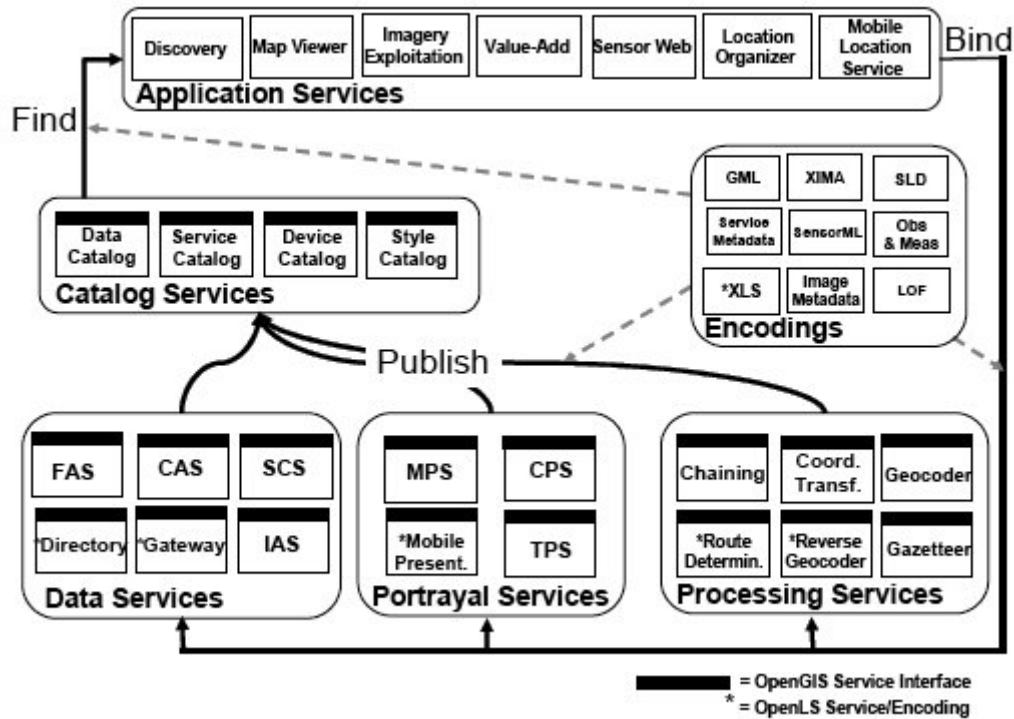 Discovery
Map Viewer
Imagery
Exploitation
Value-Add
Sensor Web
Location
Organizer
Mobile
Location
Service
Bind
Application Services
Find
GML
XIMA
SLD
Service
Metadata
SensorML
Obs
& Meas
*XLS
Image
Metadata
LOF
Encodings
Data
Catalog
Service
Catalog
Device
Catalog
Style
Catalog
Catalog Services
Publish
FAS
CAS
SCS
*Directory
*Gateway
IAS
Data Services
MPS
CPS
*Mobile
Present.
TPS
Portrayal Services
Chaining
Coord.
Transf.
Geocoder
*Route
Determin.
*Reverse
Geocoder
Gazetteer
Processing Services
= OpenGIS Service Interface
* = OpenLS Service/Encoding